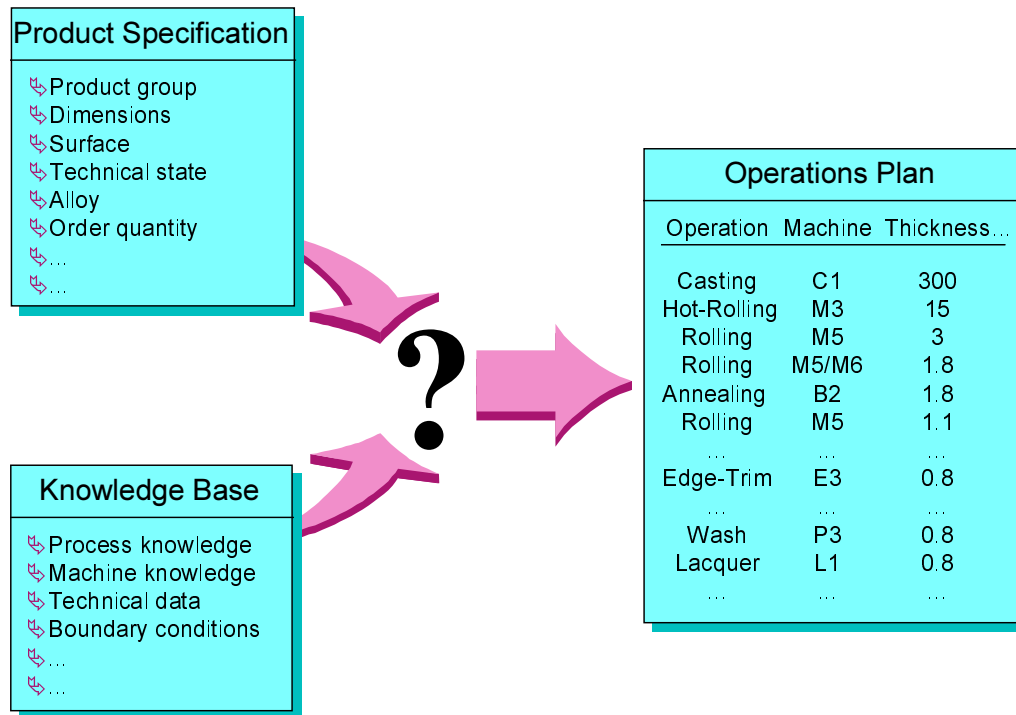 Product Specification
Product group
Dimensions
Surface
Technical state
Alloy
Order quantity
...
...
?
Knowledge Base
Process knowledge
Machine knowledge
Technical data
Boundary conditions
...
...
Operations Plan
Operation Machine Thickness...
Casting C1 300
Hot-Rolling M3 15
Rolling M5 3
Rolling M5/M6 1.8
Annealing B2 1.8
Rolling M5 1.1
... ... ...
Edge-Trim E3 0.8
... ... ...
Wash P3 0.8
Lacquer L1 0.8
... ... ...